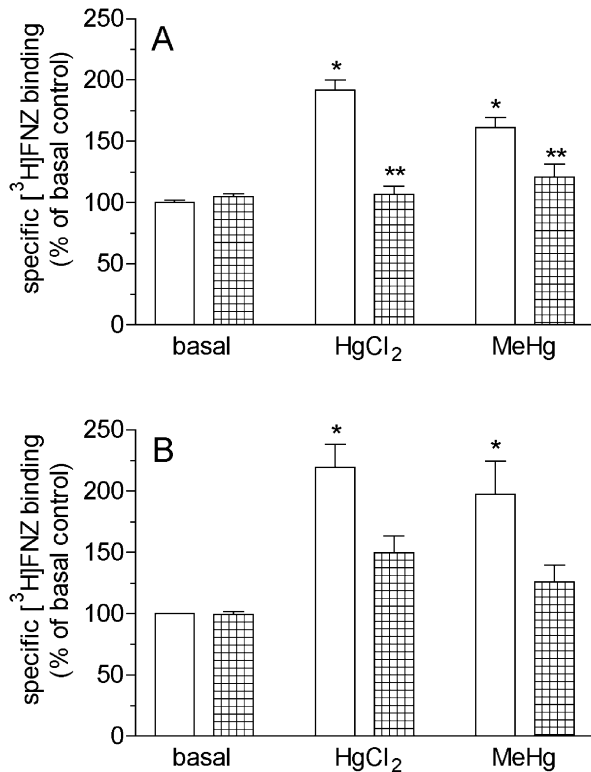 A
specific [³H]FNZ binding
(% of basal control)
250
200
150
100
50
0
*
**
*
**
basal
HgCl₂
MeHg
B
specific [³H]FNZ binding
(% of basal control)
250
200
150
100
50
0
*
*
basal
HgCl₂
MeHg